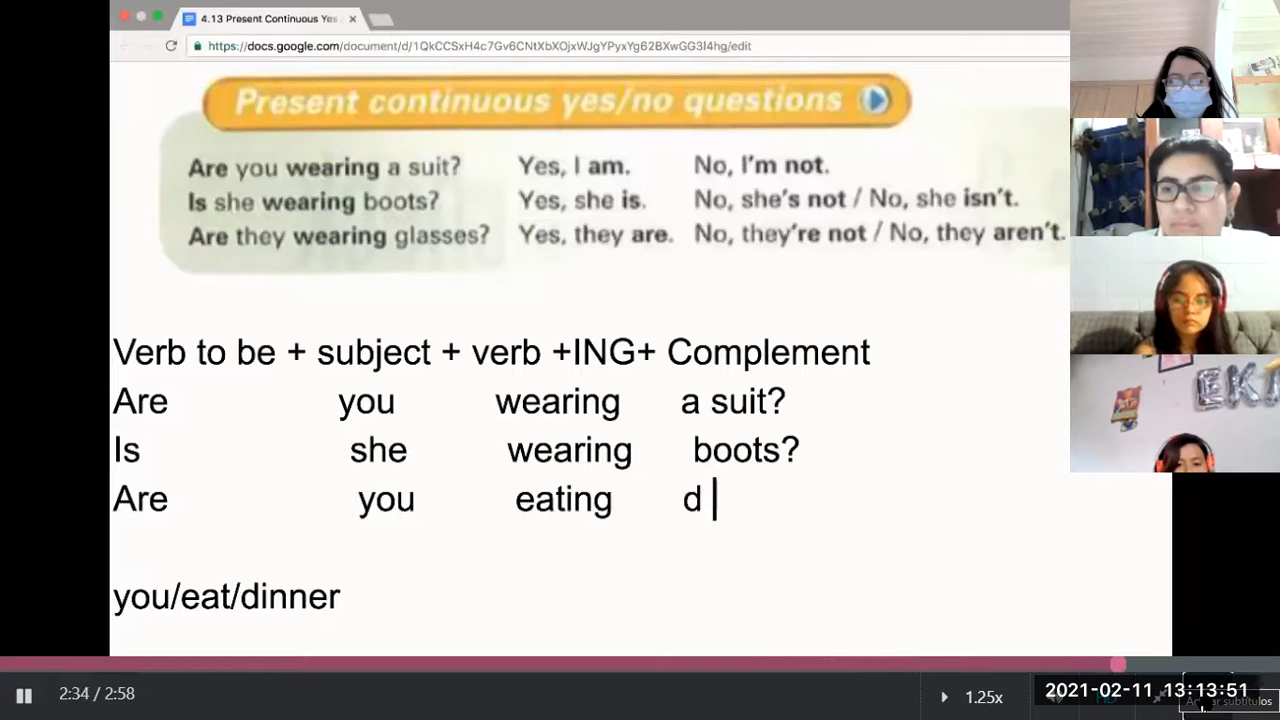 4.13 Present Continuous Yes
https://docs.google.com/document/d/1QkCCSxH4c7Gv6CNtXbXOjxWJgYPyxYg62BXwGG3I4hg/edit
Present continuous yes/no questions
Are you wearing a suit? Yes, I am. No, I'm not.
Is she wearing boots? Yes, she is. No, she's not / No, she isn't.
Are they wearing glasses? Yes, they are. No, they're not / No, they aren't.
Verb to be + subject + verb +ING+ Complement
Are you wearing a suit?
Is she wearing boots?
Are you eating d
you/eat/dinner
2:34 / 2:58
1.25x
2021-02-11 13:13:51
subtítulos